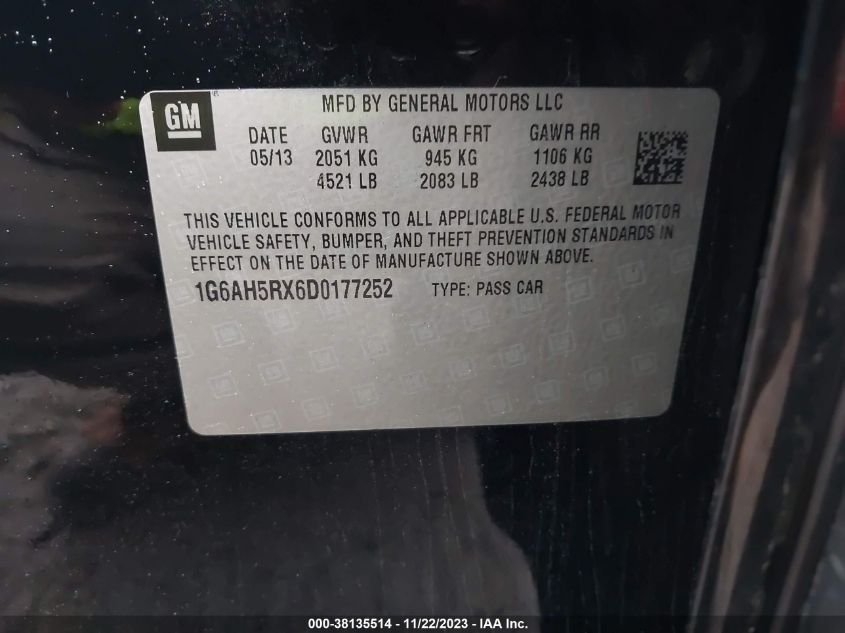 GM
MFD BY GENERAL MOTORS LLC
DATE GVWR GAWR FRT GAWR RR
05/13 2051 KG 945 KG 1106 KG
4521 LB 2083 LB 2438 LB
THIS VEHICLE CONFORMS TO ALL APPLICABLE U.S. FEDERAL MOTOR
VEHICLE SAFETY, BUMPER, AND THEFT PREVENTION STANDARDS IN
EFFECT ON THE DATE OF MANUFACTURE SHOWN ABOVE.
1G6AH5RX6D0177252 TYPE: PASS CAR
000-38135514 - 11/22/2023 - IAA Inc.